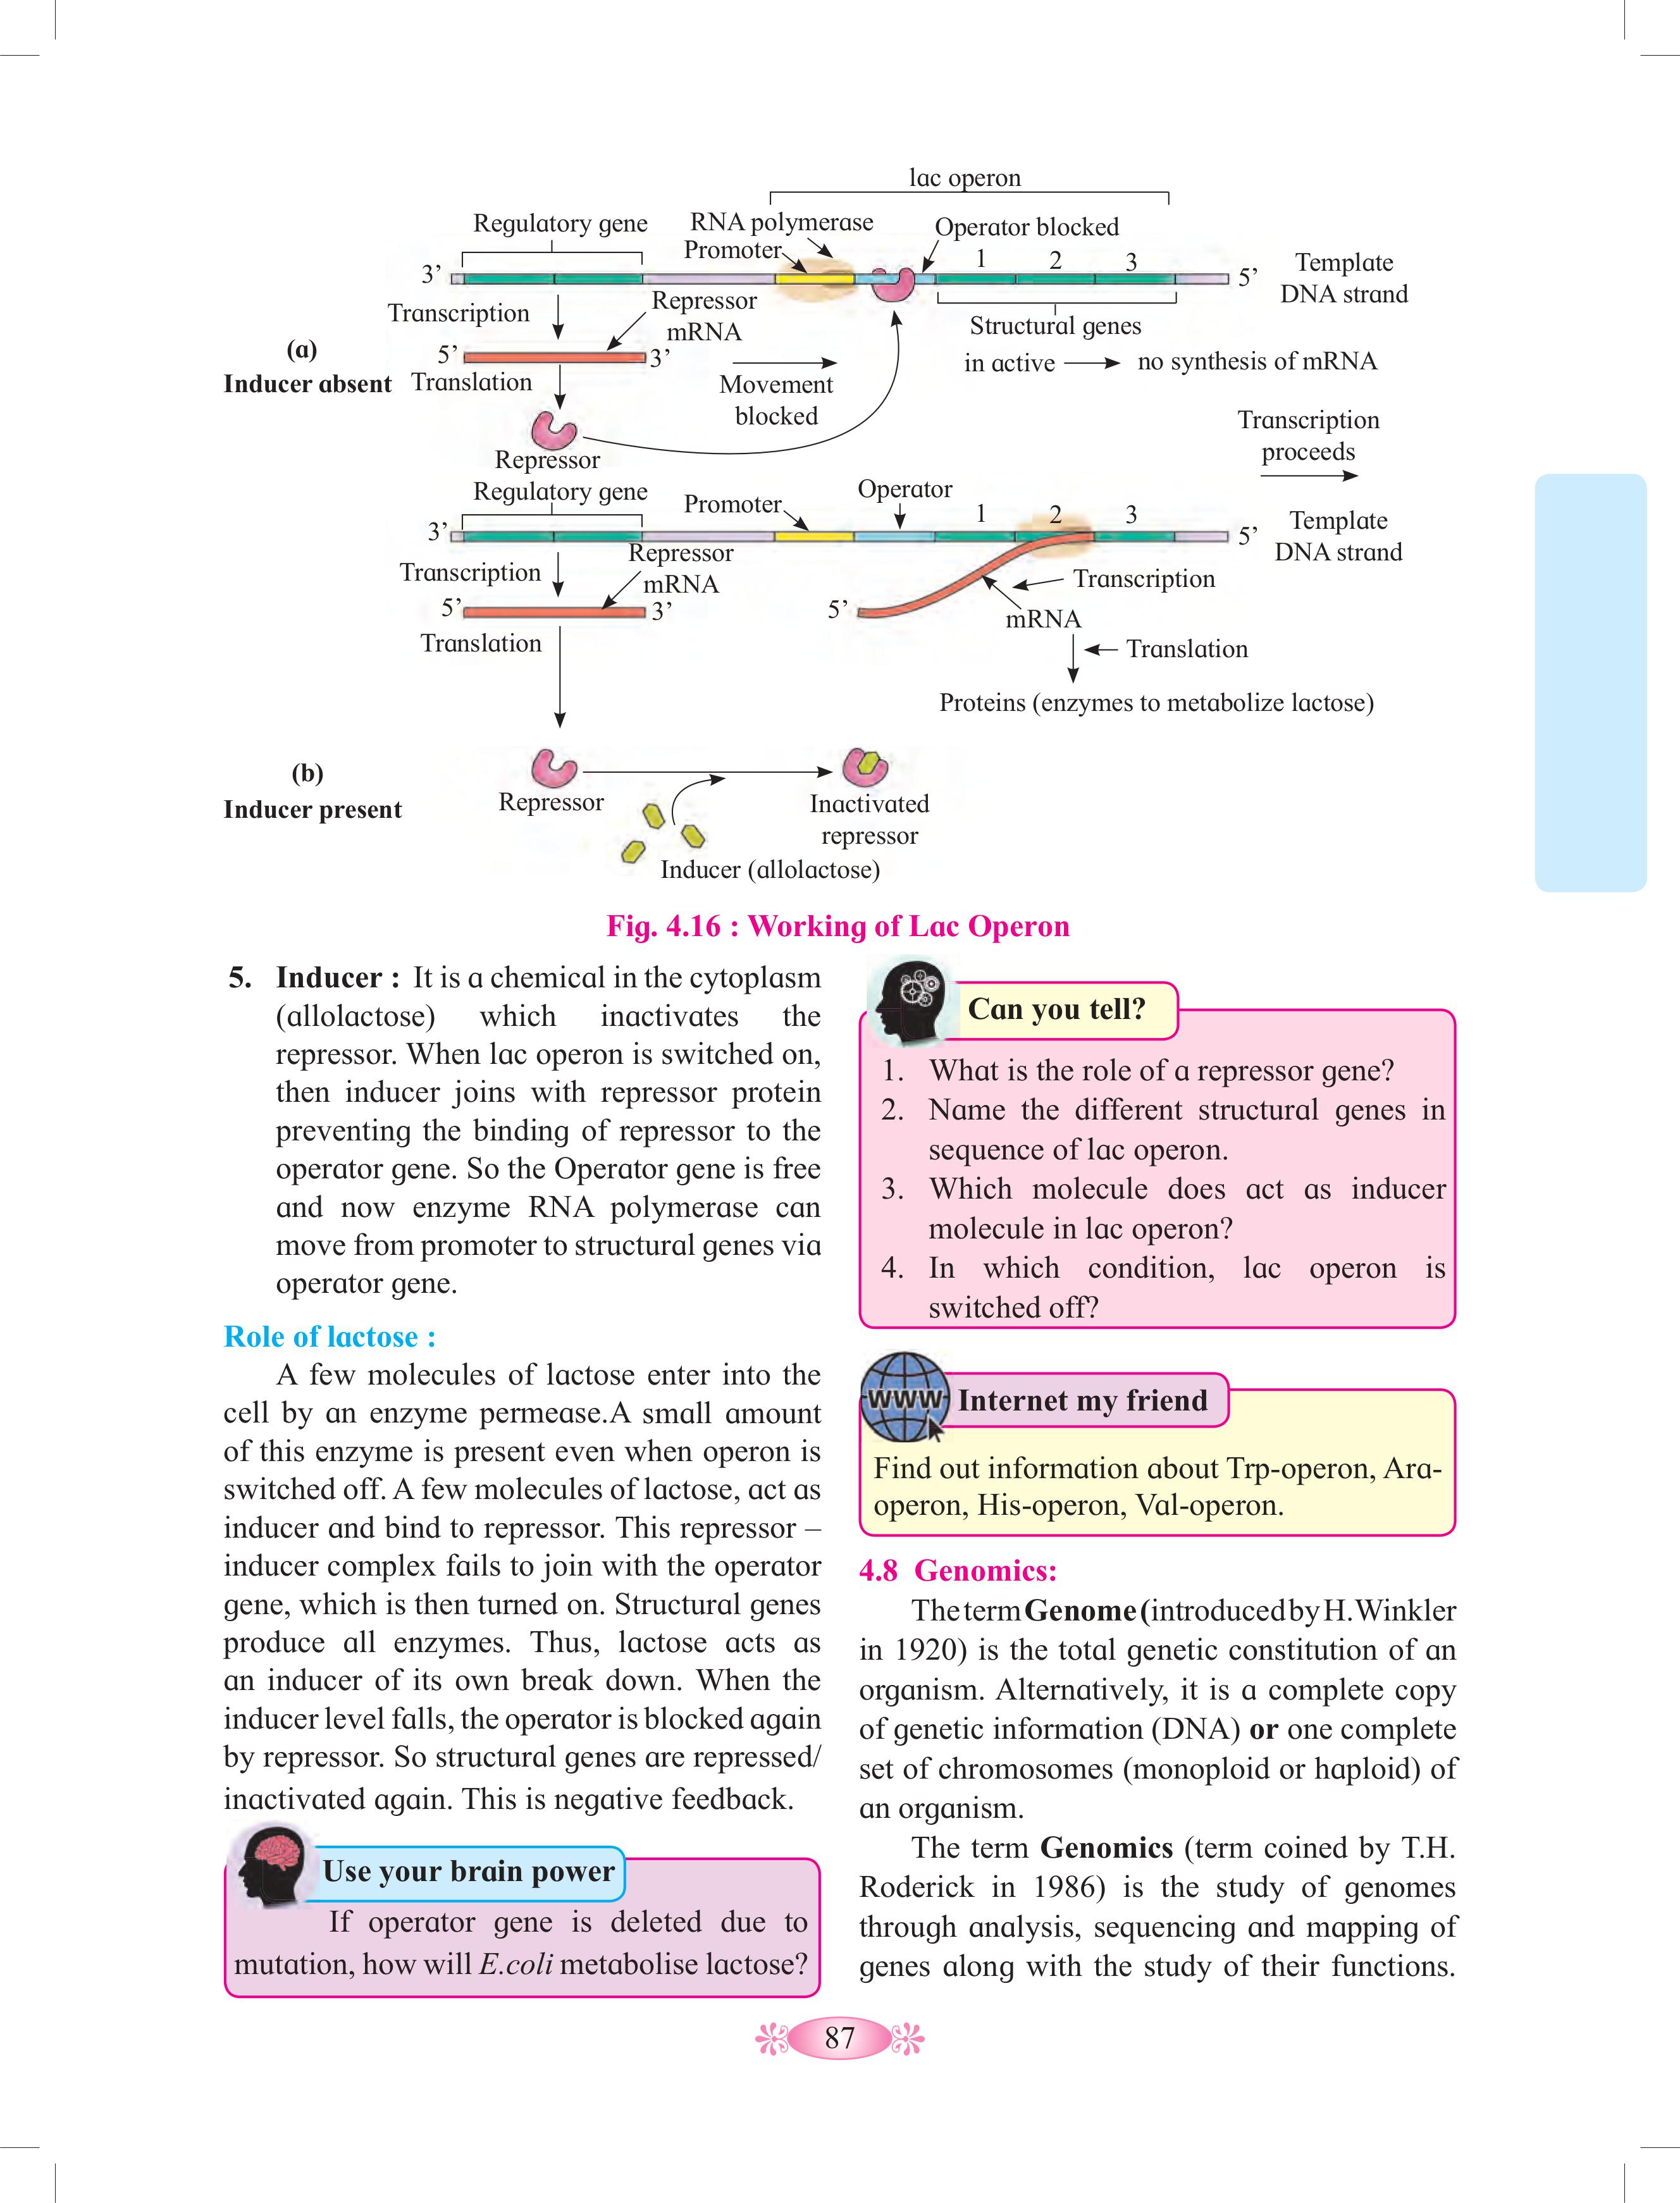 lac operon
Regulatory gene
RNA polymerase
Promoter
Operator blocked
1 2 3
3’
5’
Template
DNA strand
Transcription
Repressor
mRNA
Structural genes
(a)
Inducer absent
5’
3’
in active
no synthesis of mRNA
Translation
Movement
blocked
Repressor
Transcription
proceeds
Regulatory gene
Promoter
Operator
1 2 3
3’
5’
Template
DNA strand
Repressor
mRNA
Transcription
5’
3’
5’
Transcription
mRNA
Translation
Translation
Proteins (enzymes to metabolize lactose)
(b)
Inducer present
Repressor
Inactivated
repressor
Inducer (allolactose)
Fig. 4.16 : Working of Lac Operon
5. Inducer : It is a chemical in the cytoplasm
(allolactose) which inactivates the
repressor. When lac operon is switched on,
then inducer joins with repressor protein
preventing the binding of repressor to the
operator gene. So the Operator gene is free
and now enzyme RNA polymerase can
move from promoter to structural genes via
operator gene.
Role of lactose :
A few molecules of lactose enter into the
cell by an enzyme permease.A small amount
of this enzyme is present even when operon is
switched off. A few molecules of lactose, act as
inducer and bind to repressor. This repressor –
inducer complex fails to join with the operator
gene, which is then turned on. Structural genes
produce all enzymes. Thus, lactose acts as
an inducer of its own break down. When the
inducer level falls, the operator is blocked again
by repressor. So structural genes are repressed/
inactivated again. This is negative feedback.
Use your brain power
If operator gene is deleted due to
mutation, how will E.coli metabolise lactose?
Can you tell?
1. What is the role of a repressor gene?
2. Name the different structural genes in
sequence of lac operon.
3. Which molecule does act as inducer
molecule in lac operon?
4. In which condition, lac operon is
switched off?
WWW
Internet my friend
Find out information about Trp-operon, Ara-
operon, His-operon, Val-operon.
4.8 Genomics:
The term Genome (introduced by H. Winkler
in 1920) is the total genetic constitution of an
organism. Alternatively, it is a complete copy
of genetic information (DNA) or one complete
set of chromosomes (monoploid or haploid) of
an organism.
The term Genomics (term coined by T.H.
Roderick in 1986) is the study of genomes
through analysis, sequencing and mapping of
genes along with the study of their functions.
87